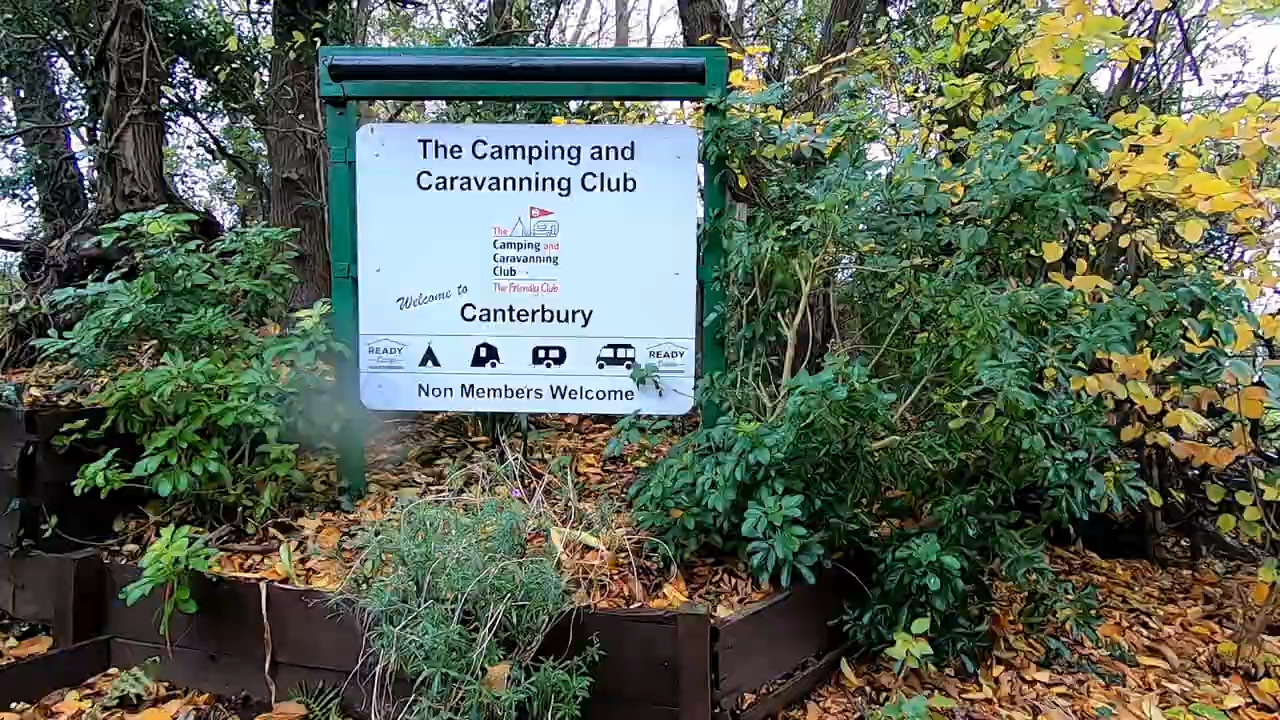 The Camping and
Caravanning Club
The
Camping and
Caravanning
Club
The Friendly Club
Welcome to
Canterbury
READY
READY
Non Members Welcome